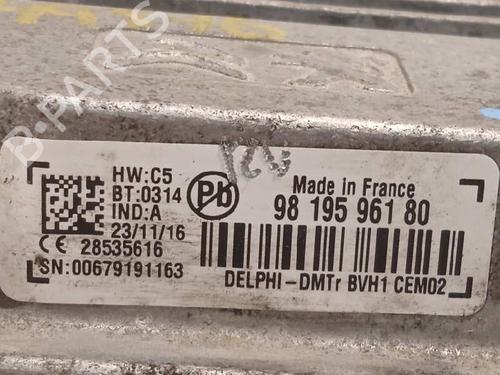 B-PARTS
HW:C5
BT:0314
IND:A
23/11/16
CE 28535616
SN:00679191163
Pb
Made in France
98 195 961 80
DELPHI-DMTr BVH1 CEM02